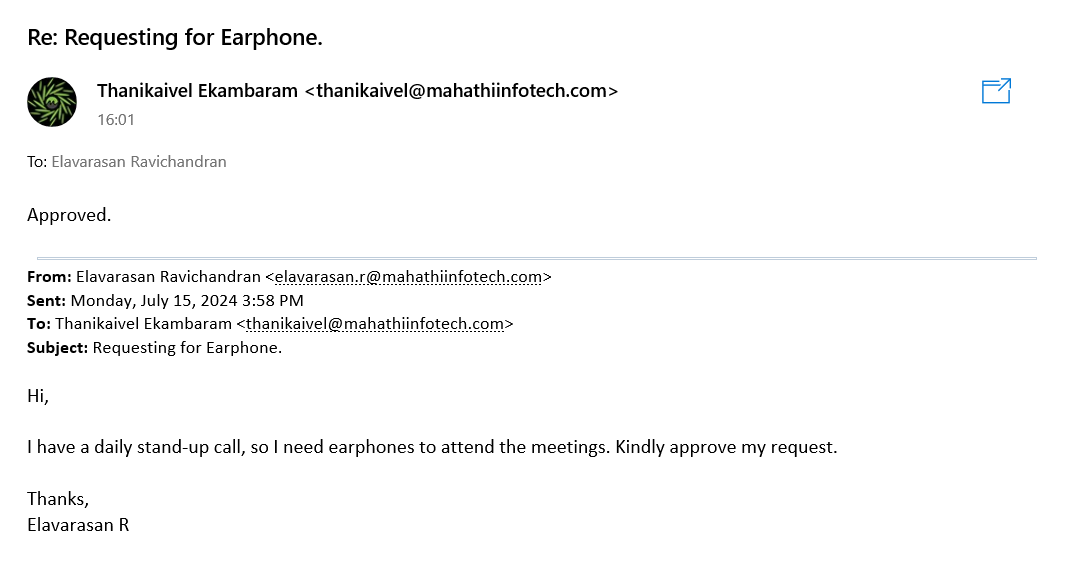 Re: Requesting for Earphone.
Thanikaivel Ekambaram <thanikaivel@mahathiinfotech.com>
16:01
To: Elavarasan Ravichandran
Approved.
From: Elavarasan Ravichandran <elavarasan.r@mahathiinfotech.com>
Sent: Monday, July 15, 2024 3:58 PM
To: Thanikaivel Ekambaram <thanikaivel@mahathiinfotech.com>
Subject: Requesting for Earphone.
Hi,
I have a daily stand-up call, so I need earphones to attend the meetings. Kindly approve my request.
Thanks,
Elavarasan R